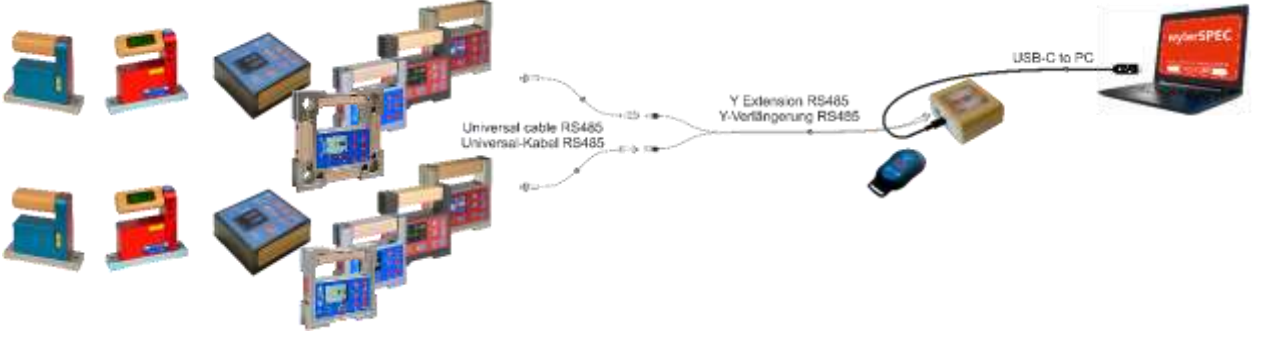 wylerSPEC
USB-C to PC
Y Extension RS485
Y-Verlängerung RS485
Universal cable RS485
Universal-Kabel RS485